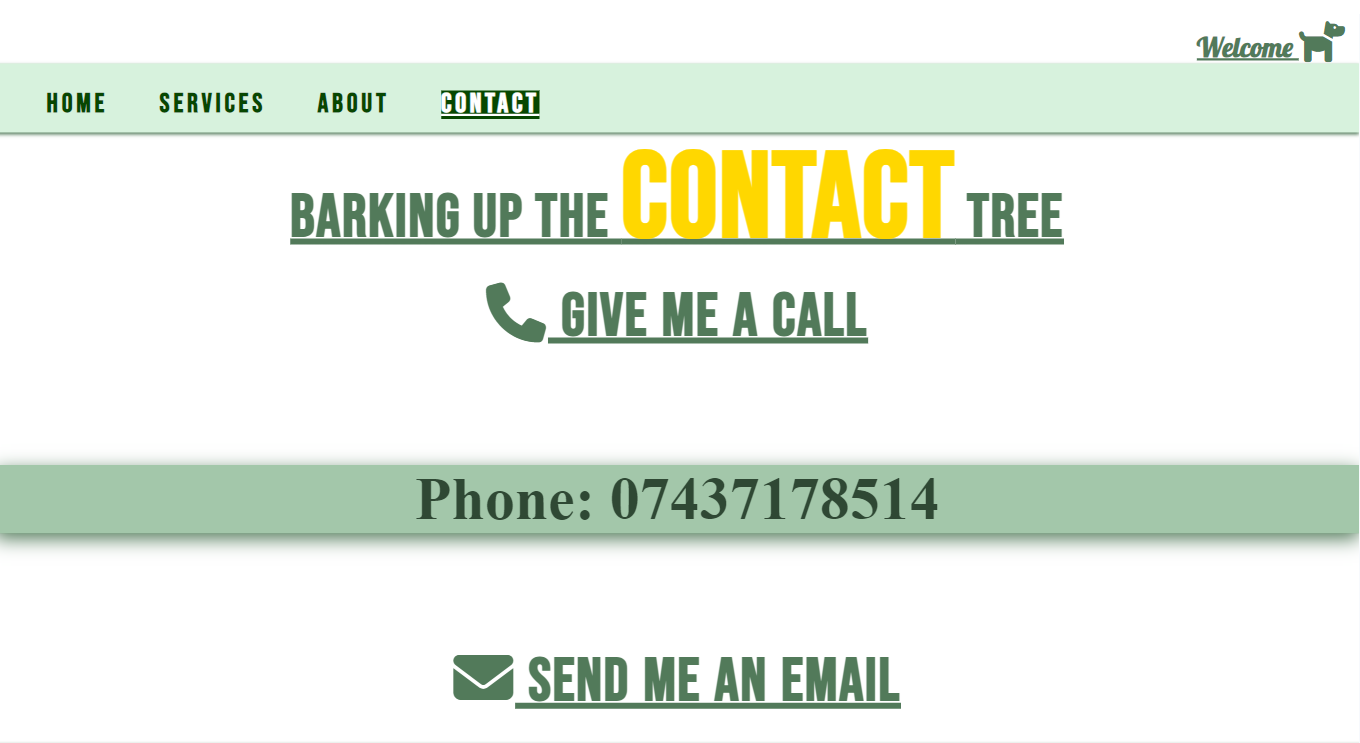 Welcome
HOME SERVICES ABOUT CONTACT
BARKING UP THE CONTACT TREE
GIVE ME A CALL
Phone: 07437178514
SEND ME AN EMAIL